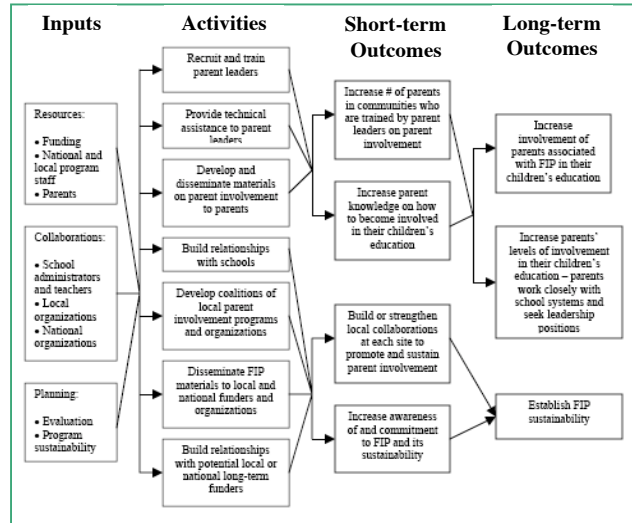 Inputs
Activities
Short-term
Outcomes
Long-term
Outcomes
Resources:
• Funding
• National and
local program
staff
• Parents
Collaborations:
• School
administrators
and teachers
• Local
organizations
• National
organizations
Planning:
• Evaluation
• Program
sustainability
Recruit and train
parent leaders
Provide technical
assistance to parent
leaders
Develop and
disseminate materials
on parent involvement
to parents
Build relationships
with schools
Develop coalitions of
local parent
involvement programs
and organizations
Disseminate FIP
materials to local and
national funders and
organizations
Build relationships
with potential local or
national long-term
funders
Increase # of parents
in communities who
are trained by parent
leaders on parent
involvement
Increase parent
knowledge on how
to become involved
in their children's
education
Build or strengthen
local collaborations
at each site to
promote and sustain
parent involvement
Increase awareness
of and commitment
to FIP and its
sustainability
Increase
involvement of
parents associated
with FIP in their
children's education
Increase parents'
levels of involvement
in their children's
education – parents
work closely with
school systems and
seek leadership
positions
Establish FIP
sustainability